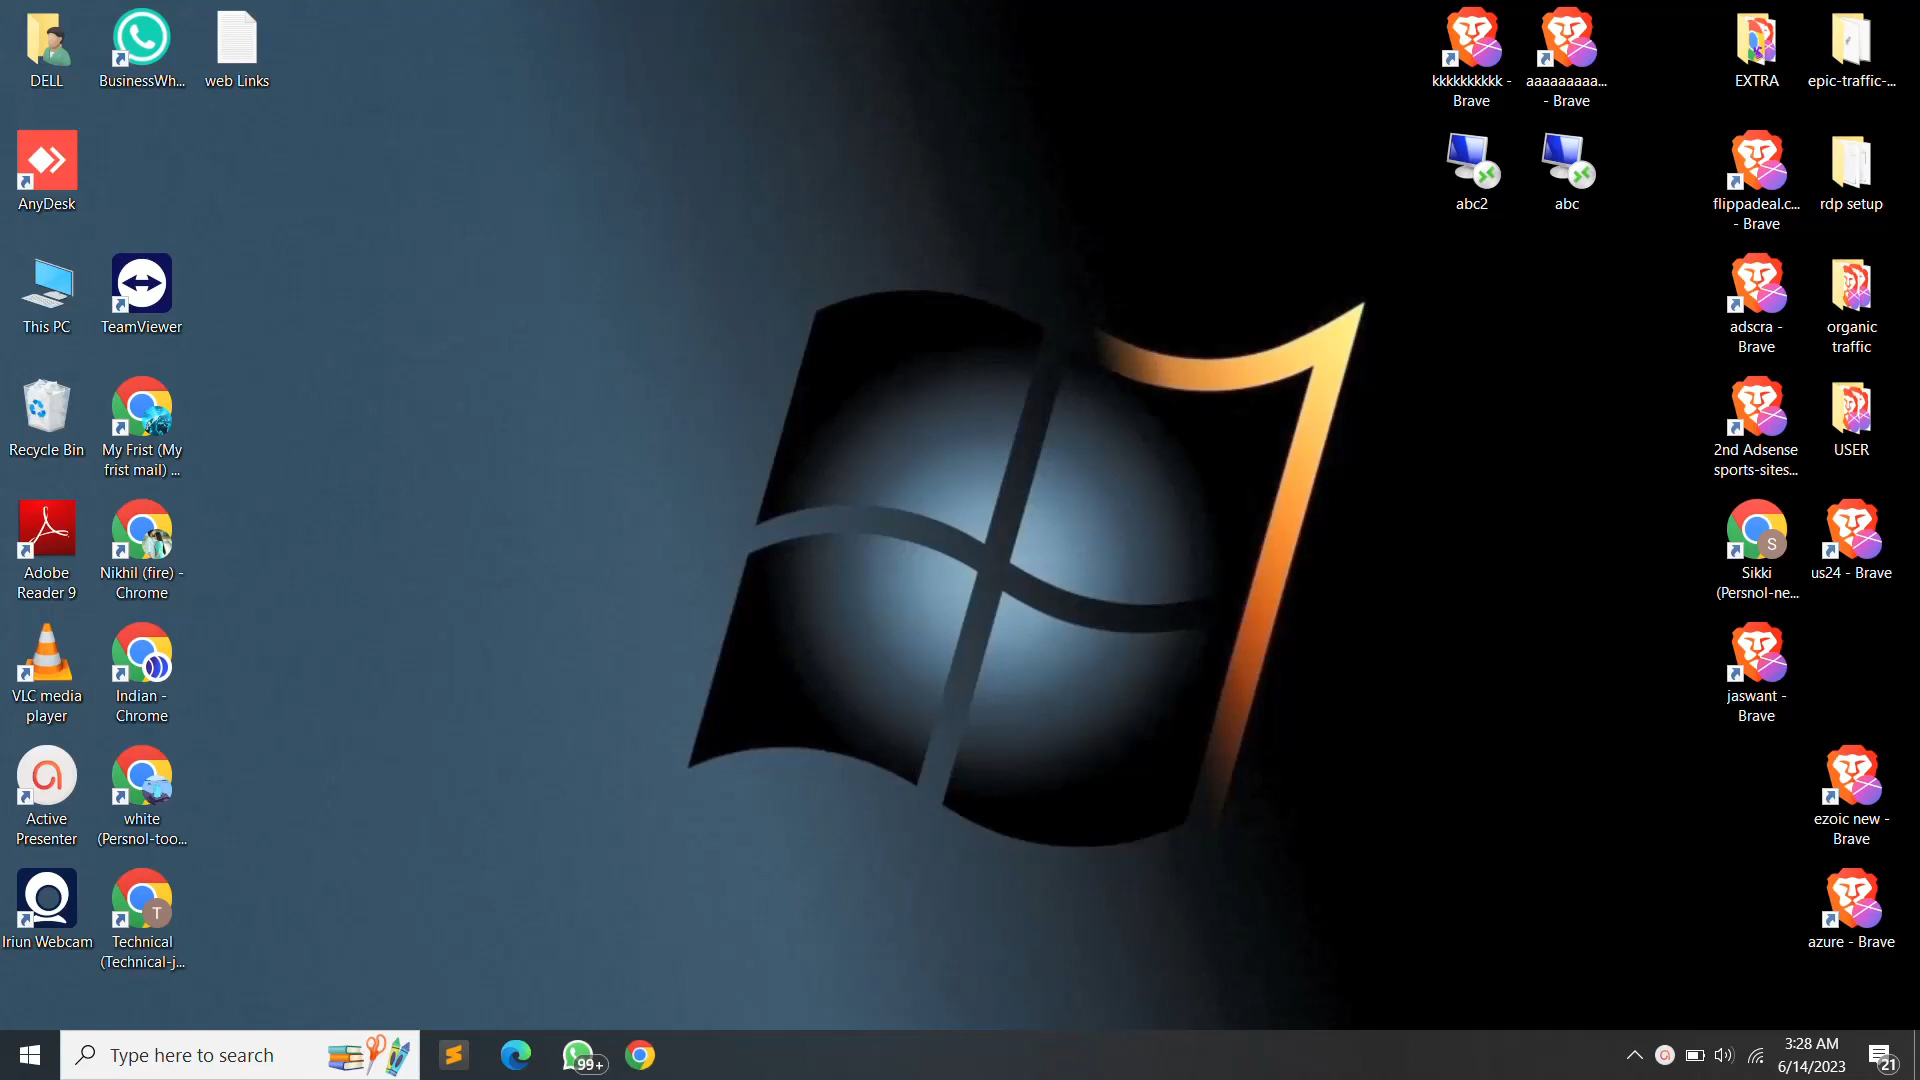 DELL
BusinessWh...
web Links
AnyDesk
This PC
TeamViewer
Recycle Bin
My Frist (My
frist mail) ...
Adobe
Reader 9
Nikhil (fire) -
Chrome
VLC media
player
Indian -
Chrome
Active
Presenter
white
(Persnol-too...
Iriun Webcam
T
Technical
(Technical-j...
kkkkkkkkkk -
Brave
aaaaaaaaa...
- Brave
abc2
abc
EXTRA
epic-traffic-...
flippadeal.c...
- Brave
rdp setup
adscra -
Brave
organic
traffic
2nd Adsense
sports-sites...
USER
S
Sikki
(Persnol-ne...
us24 - Brave
jaswant -
Brave
ezoic new -
Brave
azure - Brave
Type here to search
99+
3:28 AM
6/14/2023
21